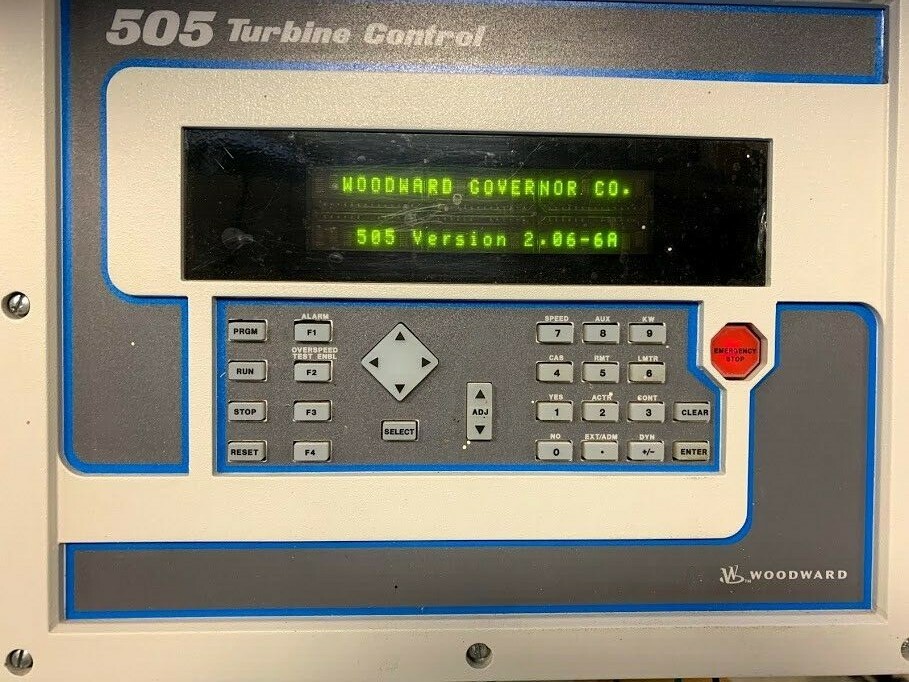 505 Turbine Control
WOODWARD GOVERNOR CO.
505 Version 2.06-6A
ALARM
SPEED AUX KW
PRGM F1 7 8 9
EMERGENCY
STOP
OVERSPEED
TEST ENBL
CAS RMT LMTR
RUN F2 4 5 6
YES ACTR CONT
STOP F3 ADJ 1 2 3 CLEAR
SELECT
NO EXT/ADM DYN
RESET F4 0 . +/- ENTER
WOODWARD